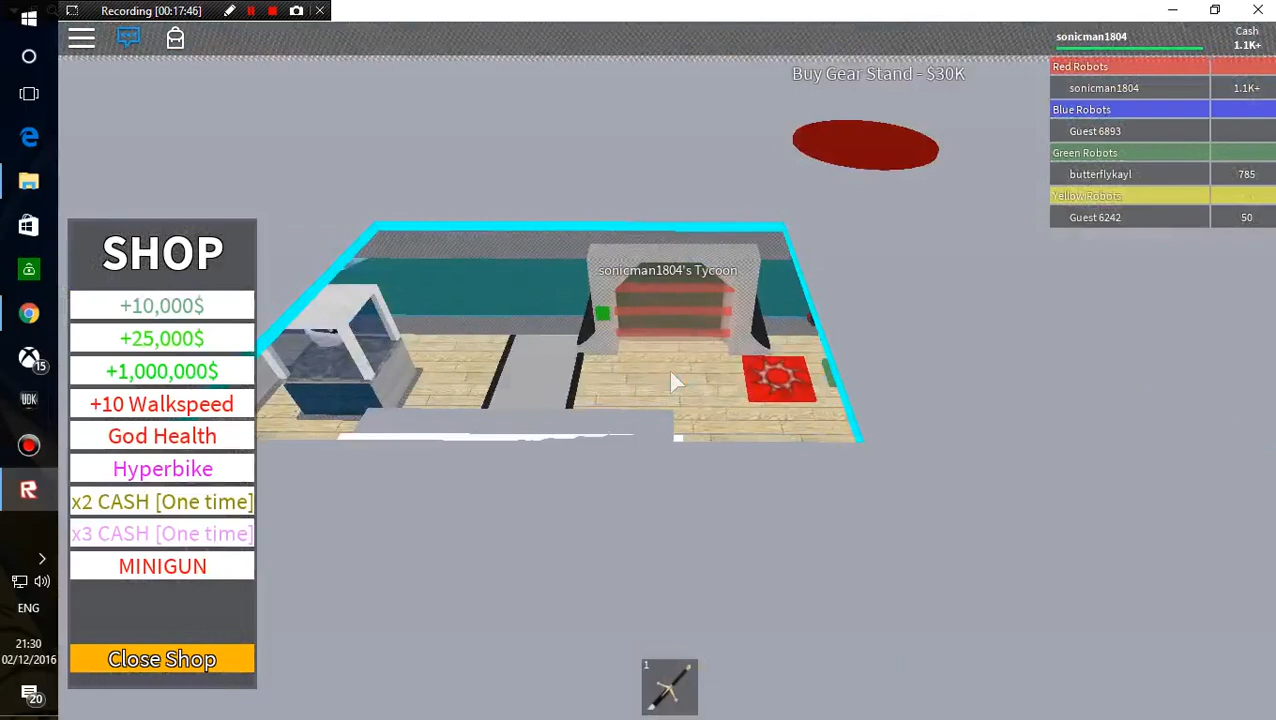 Recording [00:17:46]
sonicman1804
Cash
1.1K+
Buy Gear Stand - $30K
Red Robots
sonicman1804 1.1K+
Blue Robots
Guest 6893
Green Robots
butterflykayl 785
Yellow Robots
Guest 6242 50
SHOP
+10,000$
+25,000$
+1,000,000$
+10 Walkspeed
God Health
Hyperbike
x2 CASH [One time]
x3 CASH [One time]
MINIGUN
Close Shop
sonicman1804's Tycoon
1
15
UDK
ENG
21:30
02/12/2016
20